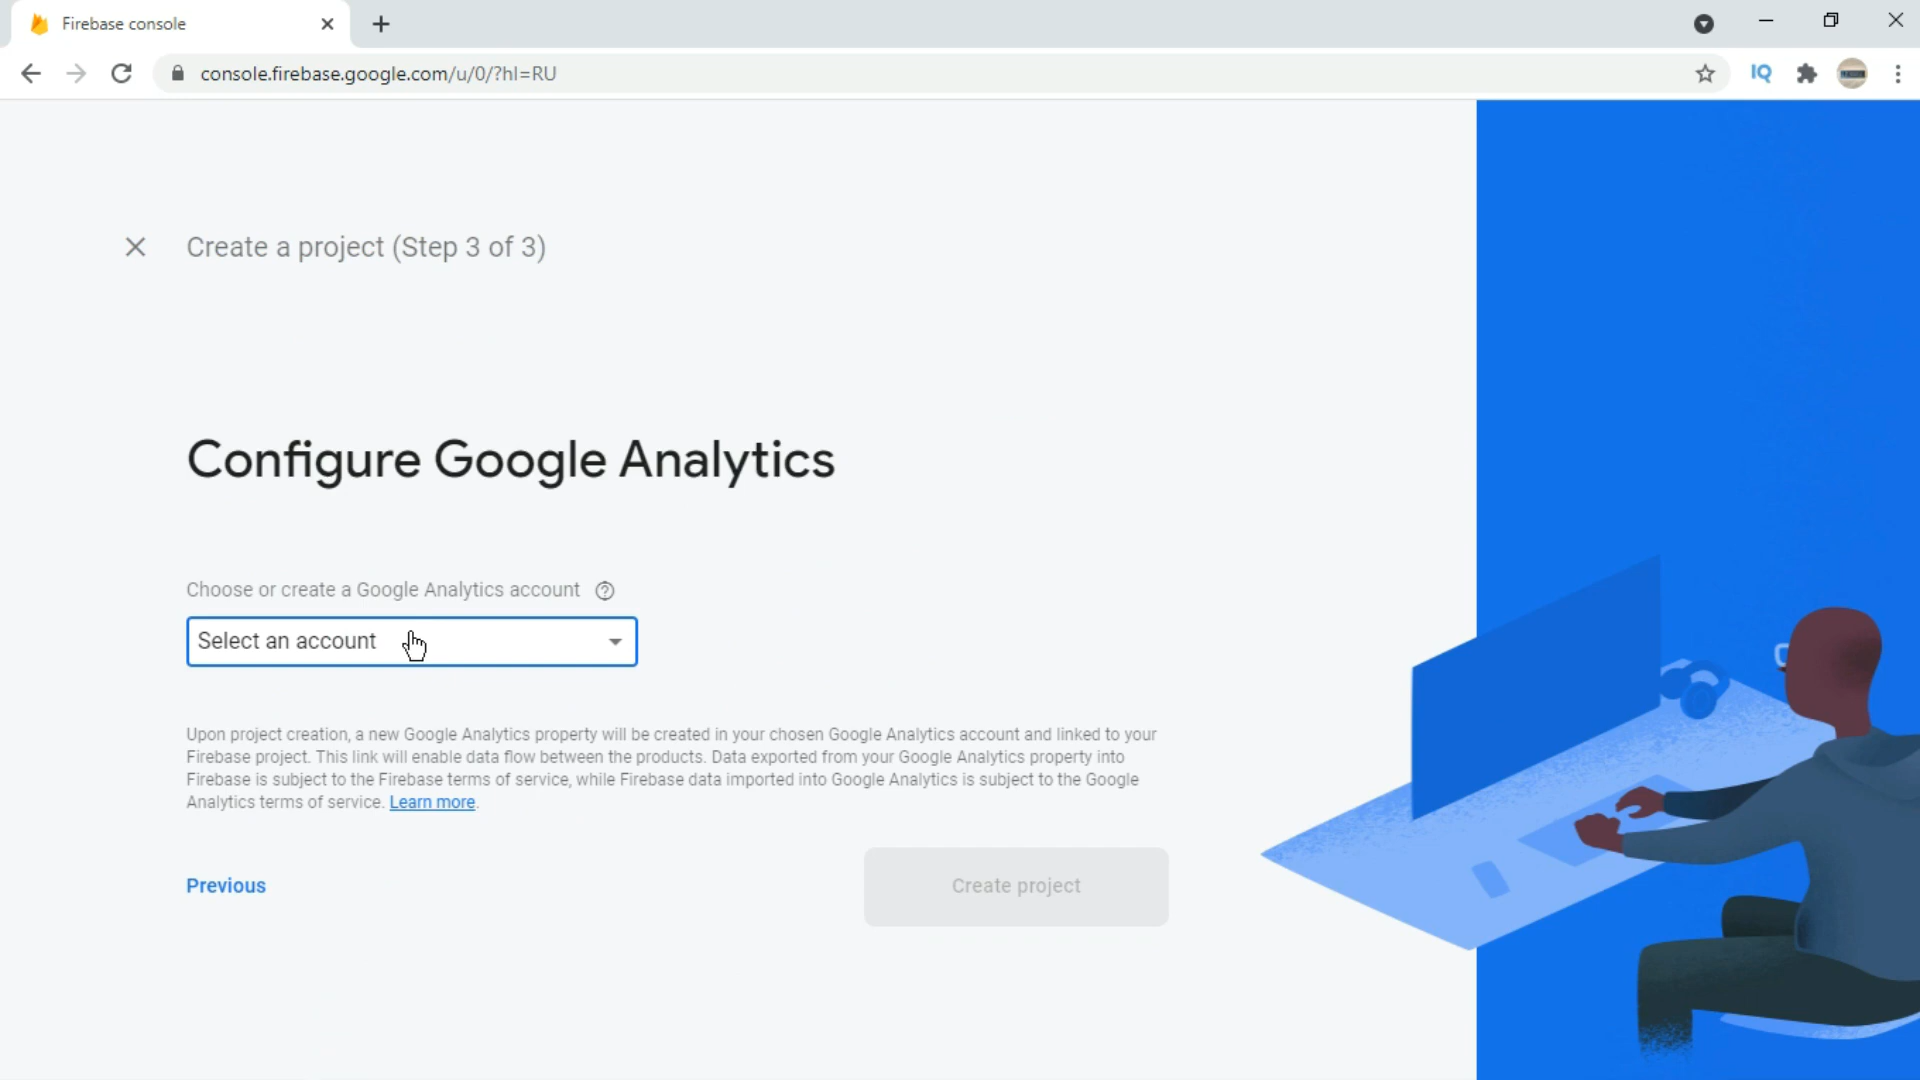 Firebase console
console.firebase.google.com/u/0/?hl=RU
IQ
Create a project (Step 3 of 3)
Configure Google Analytics
Choose or create a Google Analytics account
Select an account
Upon project creation, a new Google Analytics property will be created in your chosen Google Analytics account and linked to your
Firebase project. This link will enable data flow between the products. Data exported from your Google Analytics property into
Firebase is subject to the Firebase terms of service, while Firebase data imported into Google Analytics is subject to the Google
Analytics terms of service. Learn more.
Previous
Create project